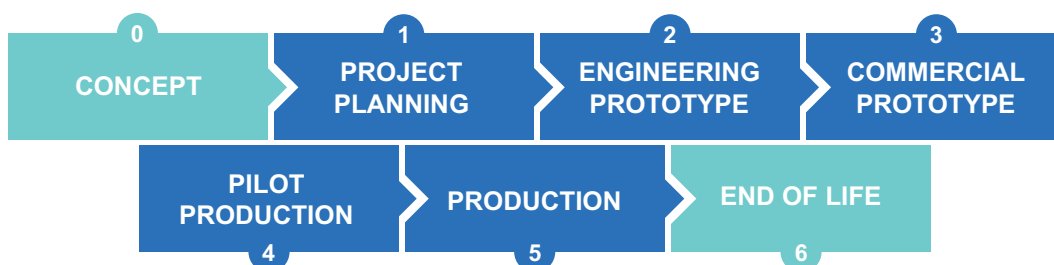 0
CONCEPT
1
PROJECT
PLANNING
2
ENGINEERING
PROTOTYPE
3
COMMERCIAL
PROTOTYPE
PILOT
PRODUCTION
4
PRODUCTION
5
END OF LIFE
6